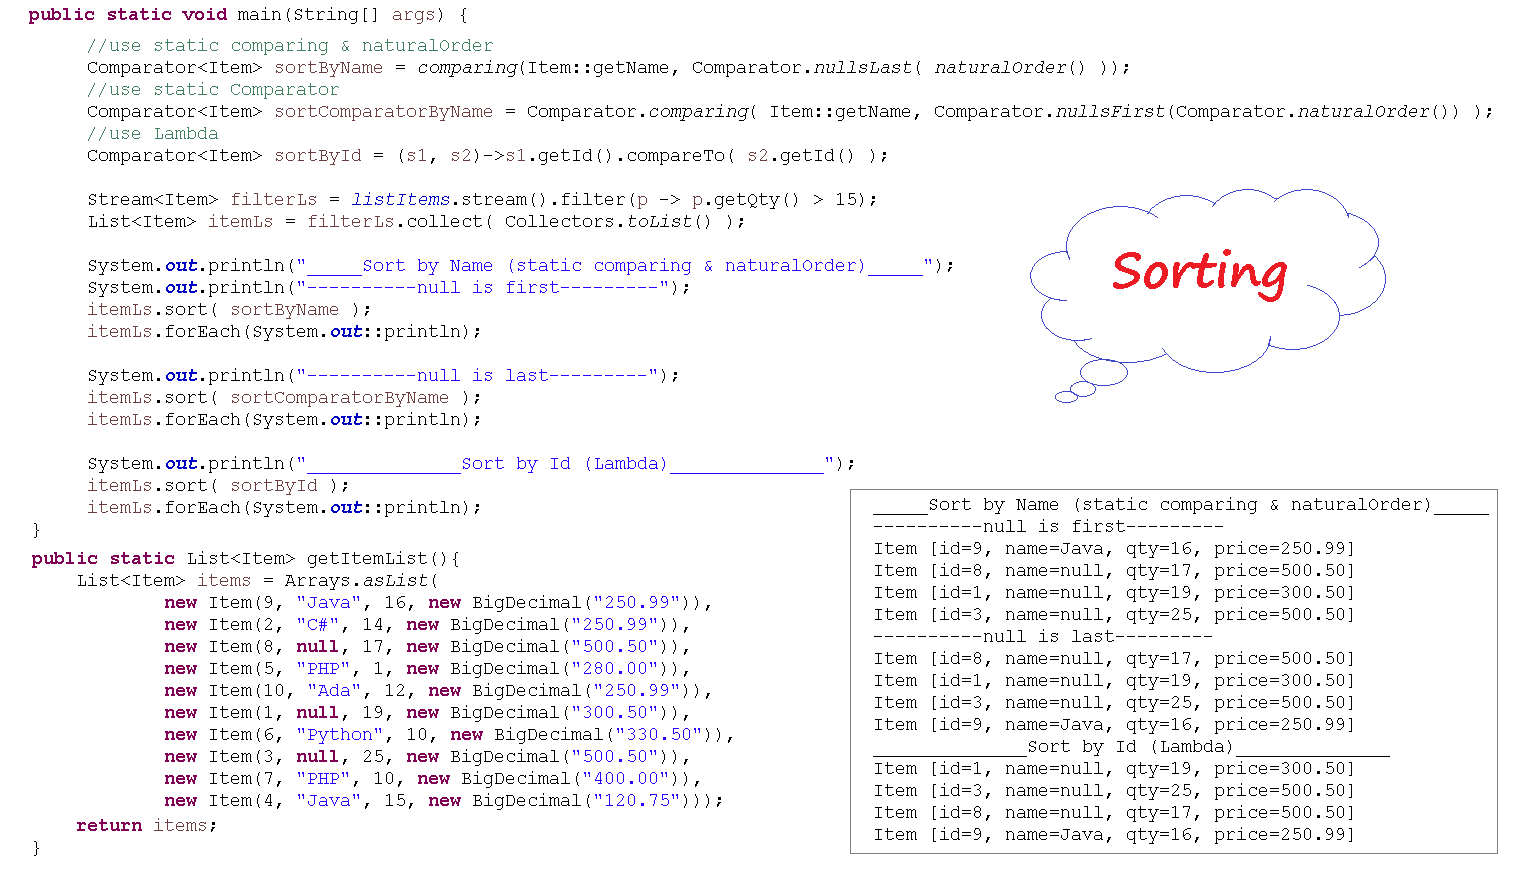 public static void main(String[] args) {
//use static comparing & naturalOrder
Comparator<Item> sortByName = comparing(Item::getName, Comparator.nullsLast( naturalOrder() ));
//use static Comparator
Comparator<Item> sortComparatorByName = Comparator.comparing( Item::getName, Comparator.nullsFirst(Comparator.naturalOrder()) );
//use Lambda
Comparator<Item> sortById = (s1, s2)->s1.getId().compareTo( s2.getId() );
Stream<Item> filterLs = listItems.stream().filter(p -> p.getQty() > 15);
List<Item> itemLs = filterLs.collect( Collectors.toList() );
System.out.println("_____Sort by Name (static comparing & naturalOrder)_____");
System.out.println("----------null is first---------");
itemLs.sort( sortByName );
itemLs.forEach(System.out::println);
System.out.println("----------null is last---------");
itemLs.sort( sortComparatorByName );
itemLs.forEach(System.out::println);
System.out.println("______________Sort by Id (Lambda)______________");
itemLs.sort( sortById );
itemLs.forEach(System.out::println);
}
public static List<Item> getItemList(){
List<Item> items = Arrays.asList(
new Item(9, "Java", 16, new BigDecimal("250.99")),
new Item(2, "C#", 14, new BigDecimal("250.99")),
new Item(8, null, 17, new BigDecimal("500.50")),
new Item(5, "PHP", 1, new BigDecimal("280.00")),
new Item(10, "Ada", 12, new BigDecimal("250.99")),
new Item(1, null, 19, new BigDecimal("300.50")),
new Item(6, "Python", 10, new BigDecimal("330.50")),
new Item(3, null, 25, new BigDecimal("500.50")),
new Item(7, "PHP", 10, new BigDecimal("400.00")),
new Item(4, "Java", 15, new BigDecimal("120.75")));
return items;
}
Sorting
_____Sort by Name (static comparing & naturalOrder)_____
----------null is first---------
Item [id=9, name=Java, qty=16, price=250.99]
Item [id=8, name=null, qty=17, price=500.50]
Item [id=1, name=null, qty=19, price=300.50]
Item [id=3, name=null, qty=25, price=500.50]
----------null is last---------
Item [id=8, name=null, qty=17, price=500.50]
Item [id=1, name=null, qty=19, price=300.50]
Item [id=3, name=null, qty=25, price=500.50]
Item [id=9, name=Java, qty=16, price=250.99]
______________Sort by Id (Lambda)______________
Item [id=1, name=null, qty=19, price=300.50]
Item [id=3, name=null, qty=25, price=500.50]
Item [id=8, name=null, qty=17, price=500.50]
Item [id=9, name=Java, qty=16, price=250.99]